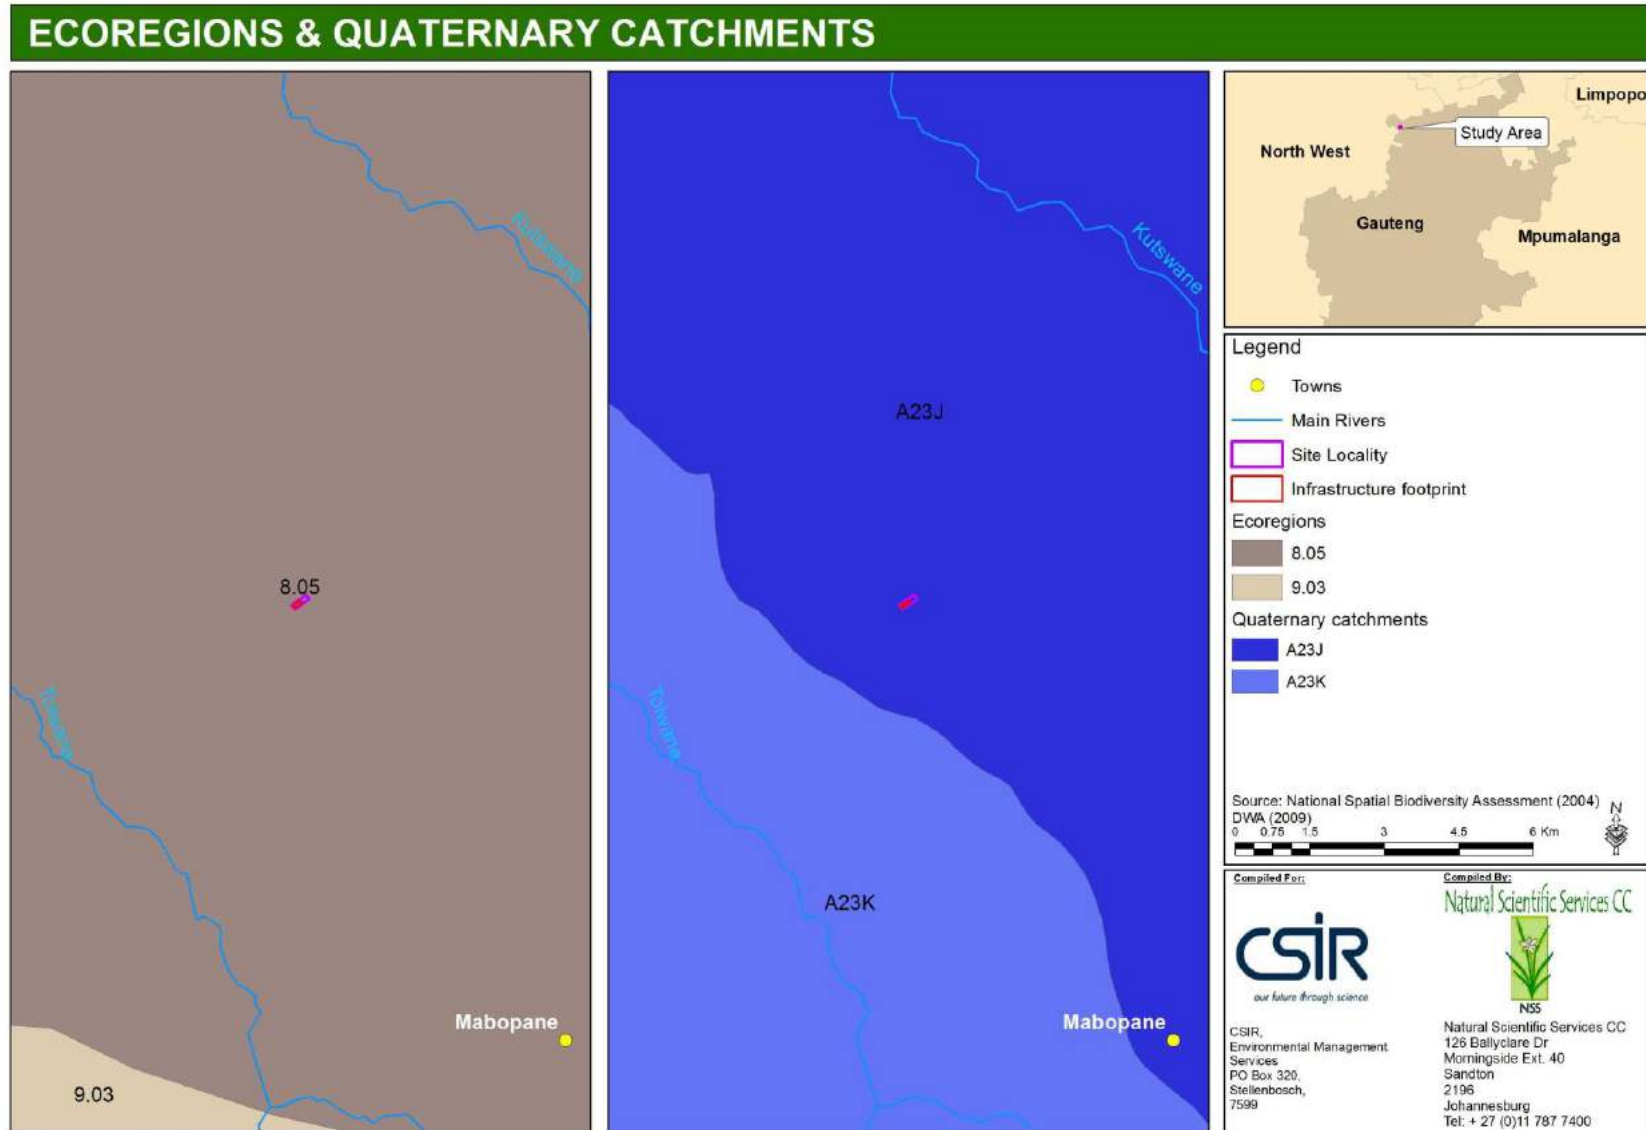 ECOREGIONS & QUATERNARY CATCHMENTS
Kutswane
8.05
Tolwana
Mabopane
9.03
Kutswane
A23J
Tolwana
A23K
Mabopane
Limpopo
Study Area
North West
Gauteng
Mpumalanga
Legend
Towns
Main Rivers
Site Locality
Infrastructure footprint
Ecoregions
8.05
9.03
Quaternary catchments
A23J
A23K
Source: National Spatial Biodiversity Assessment (2004)
DWA (2009)
N
0 0.75 1.5 3 4.5 6 Km
Compiled For:
CSIR
our future through science
CSIR,
Environmental Management
Services
PO Box 320,
Stellenbosch,
7599
Compiled By:
Natural Scientific Services CC
NSS
Natural Scientific Services CC
126 Ballyclare Dr
Morningside Ext. 40
Sandton
2196
Johannesburg
Tel: + 27 (0)11 787 7400